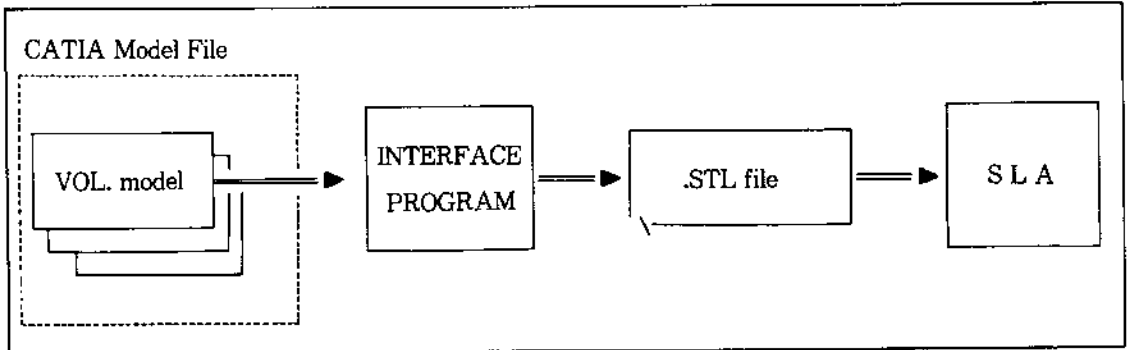 CATIA Model File
VOL. model
INTERFACE
PROGRAM
.STL file
S L A